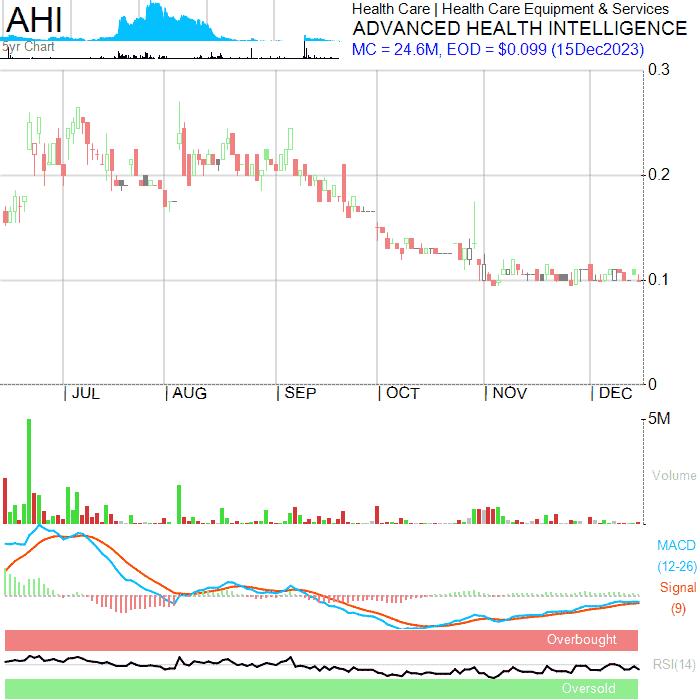 AHI
5yr Chart
Health Care | Health Care Equipment & Services
ADVANCED HEALTH INTELLIGENCE
MC = 24.6M, EOD = $0.099 (15Dec2023)
0.3
0.2
0.1
0
| JUL | AUG | SEP | OCT | NOV | DEC
5M
Volume
MACD
(12-26)
Signal
(9)
Overbought
RSI(14)
Oversold